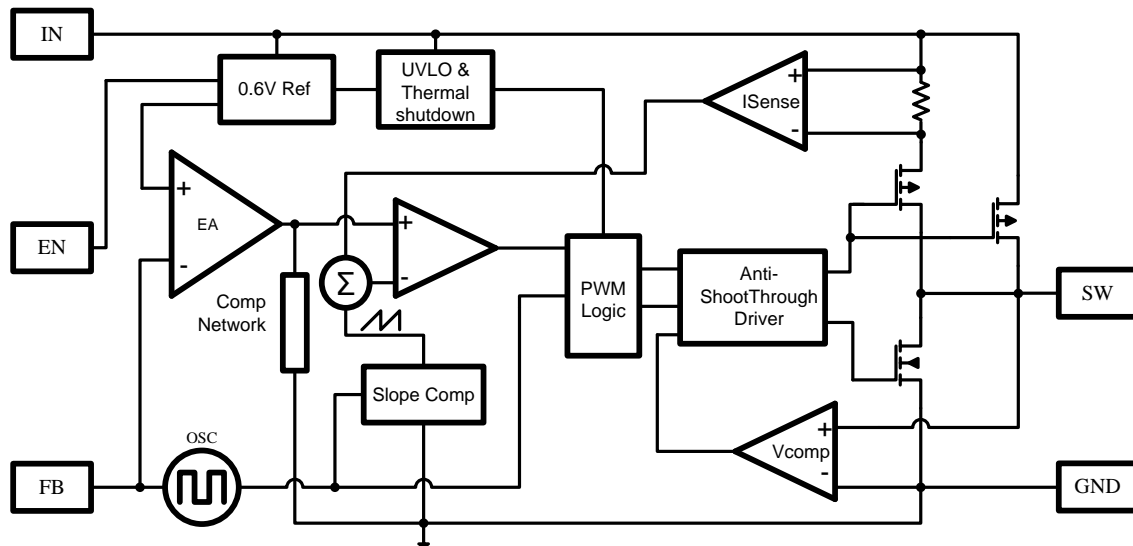 IN
0.6V Ref
UVLO &
Thermal
shutdown
+
ISense
-
+
EA
-
EN
+
-
Σ
Comp
Network
PWM
Logic
Anti-
ShootThrough
Driver
SW
Slope Comp
OSC
FB
+
Vcomp
-
GND